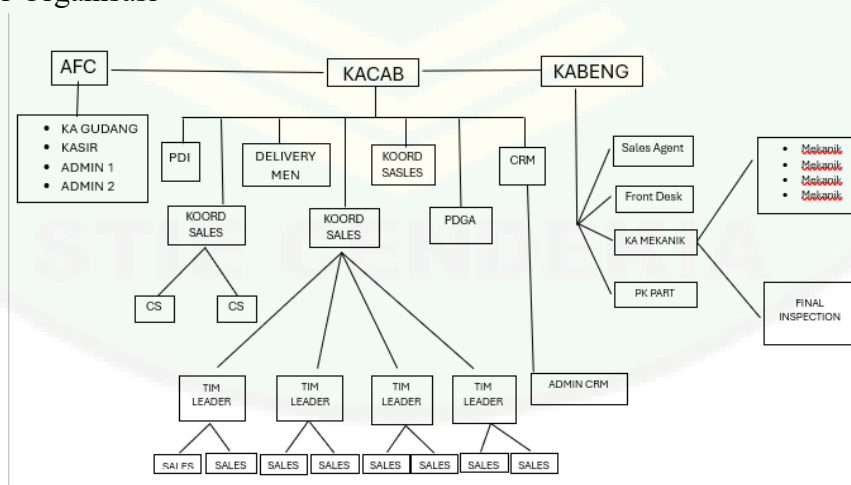 AFC
KACAB
KABENG
KA GUDANG
KASIR
ADMIN 1
ADMIN 2
PDI
DELIVERY
MEN
KOORD
SASLES
CRM
KOORD
SALES
KOORD
SALES
PDGA
CS
CS
Sales Agent
Front Desk
KA MEKANIK
PK PART
Mekanik
Mekanik
Mekanik
Mekanik
FINAL
INSPECTION
TIM
LEADER
TIM
LEADER
TIM
LEADER
TIM
LEADER
ADMIN CRM
SALES
SALES
SALES
SALES
SALES
SALES
SALES
SALES
STIE CENDEKIA